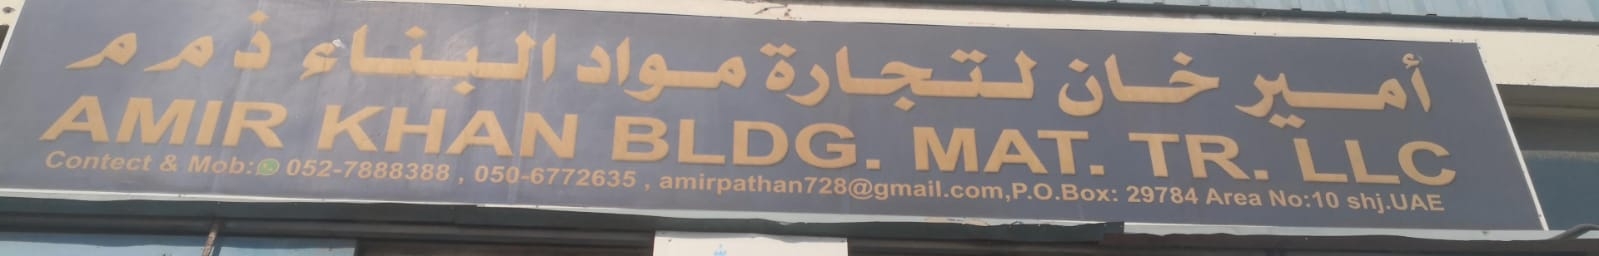 أمير خان لتجارة مواد البناء ذ م م
AMIR KHAN BLDG. MAT. TR. LLC
Contect & Mob: 052-7888388 , 050-6772635 , amirpathan728@gmail.com,P.O.Box: 29784 Area No:10 shj.UAE